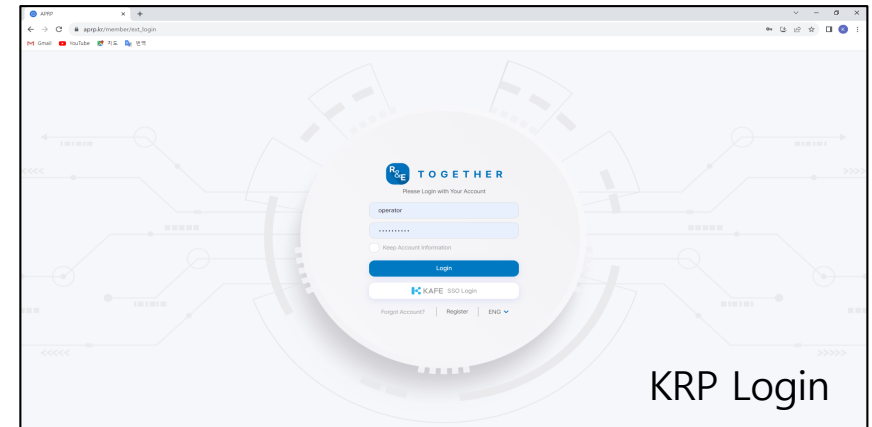 APRP
aprp.kr/member/ext_login
Gmail YouTube 지도 번역
<<<<
>>>>
R&E TOGETHER
Please Login with Your Account
operator
••••••••••
Keep Account Information
Login
KAFE SSO Login
Forgot Account? Register ENG
<<<<<
>>>>>
KRP Login